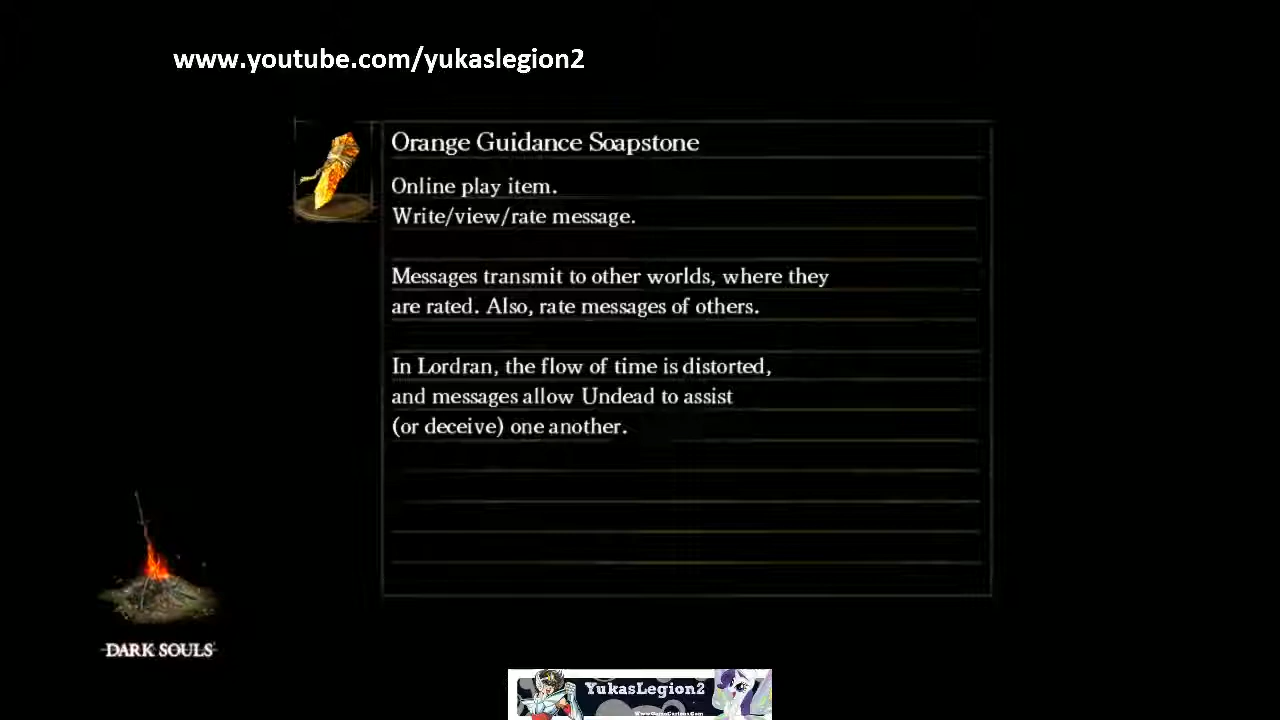 www.youtube.com/yukaslegion2
Orange Guidance Soapstone
Online play item.
Write/view/rate message.
Messages transmit to other worlds, where they
are rated. Also, rate messages of others.
In Lordran, the flow of time is distorted,
and messages allow Undead to assist
(or deceive) one another.
DARK SOULS
YukasLegion2